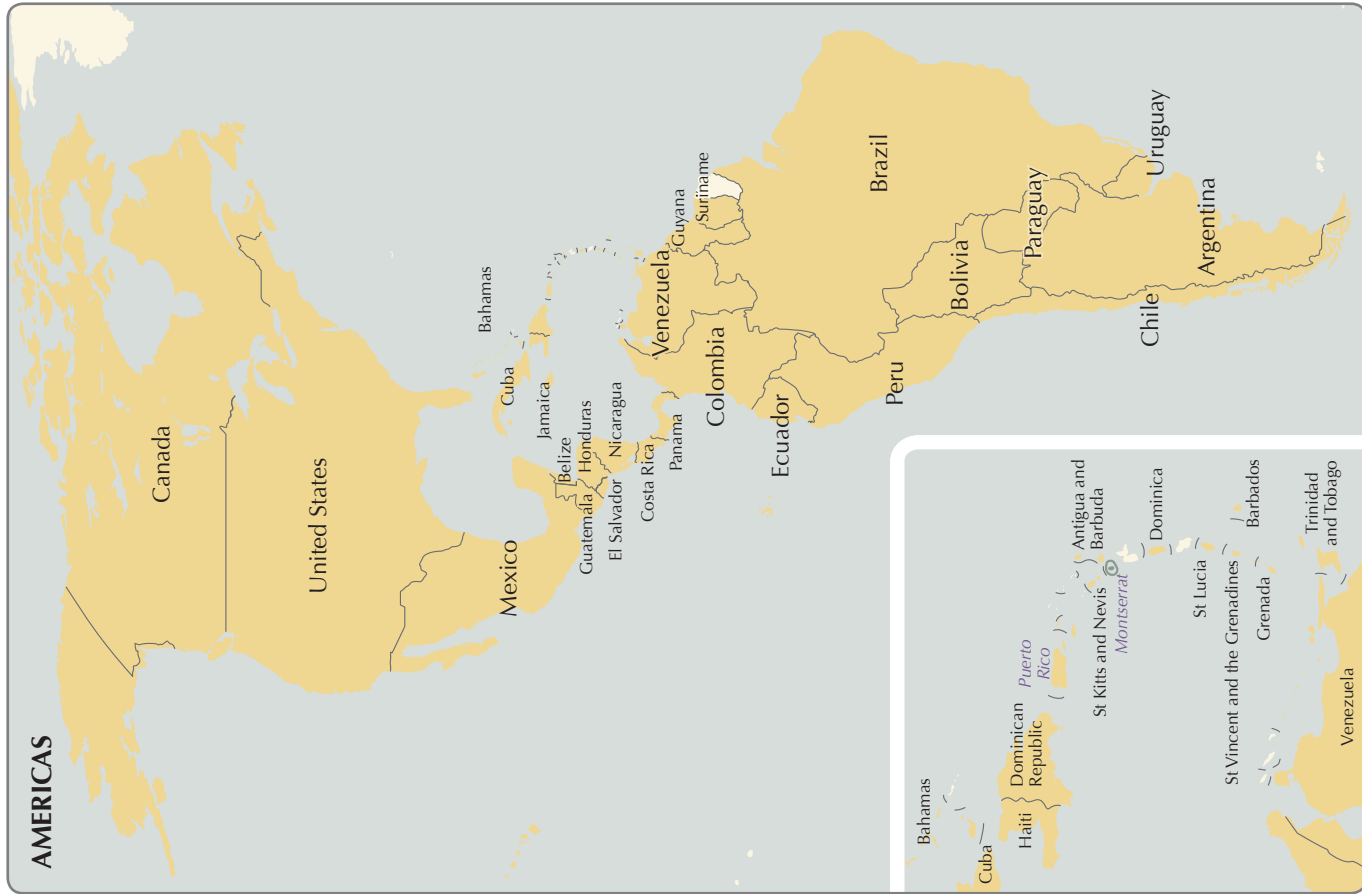 AMERICAS
Canada
United States
Mexico
Bahamas
Cuba
Jamaica
Belize
Honduras
Guatemala
El Salvador
Nicaragua
Costa Rica
Panama
Venezuela
Guyana
Suriname
Colombia
Ecuador
Peru
Brazil
Bolivia
Paraguay
Uruguay
Chile
Argentina
Bahamas
Cuba
Haiti
Dominican
Republic
Puerto
Rico
St Kitts and Nevis
Montserrat
Antigua and
Barbuda
Dominica
St Lucia
St Vincent and the Grenadines
Barbados
Grenada
Trinidad
and Tobago
Venezuela